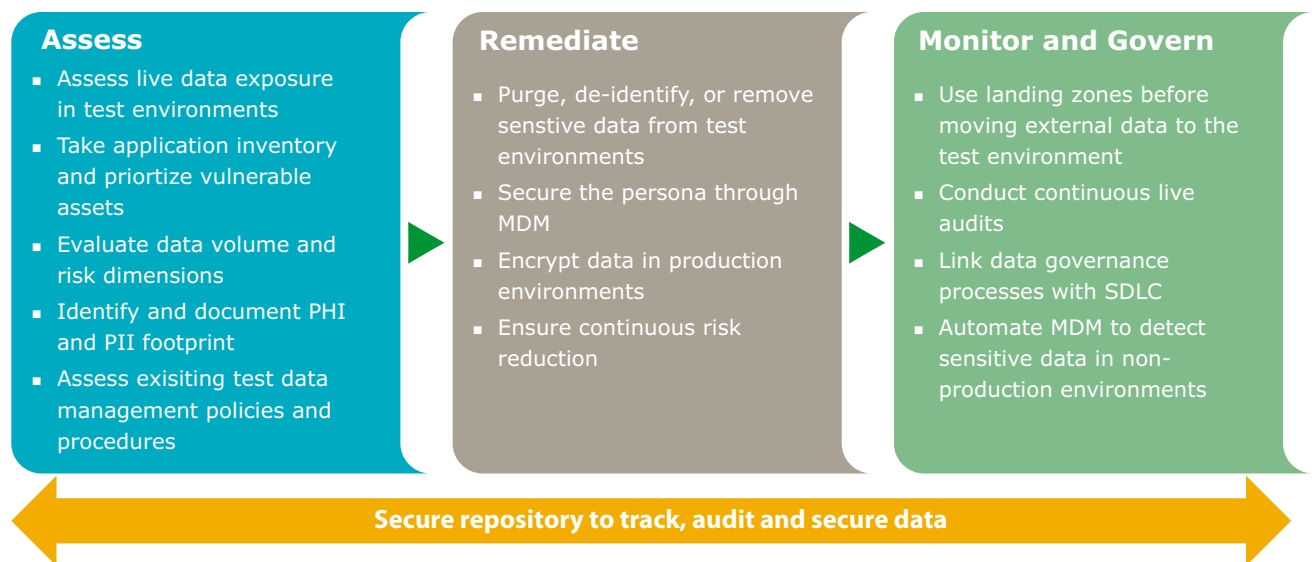 Assess
▪ Assess live data exposure
in test environments
▪ Take application inventory
and priortize vulnerable
assets
▪ Evaluate data volume and
risk dimensions
▪ Identify and document PHI
and PII footprint
▪ Assess exisiting test data
management policies and
procedures
Remediate
▪ Purge, de-identify, or remove
senstive data from test
environments
▪ Secure the persona through
MDM
▪ Encrypt data in production
environments
▪ Ensure continuous risk
reduction
Monitor and Govern
▪ Use landing zones before
moving external data to the
test environment
▪ Conduct continuous live
audits
▪ Link data governance
processes with SDLC
▪ Automate MDM to detect
sensitive data in non-
production environments
Secure repository to track, audit and secure data